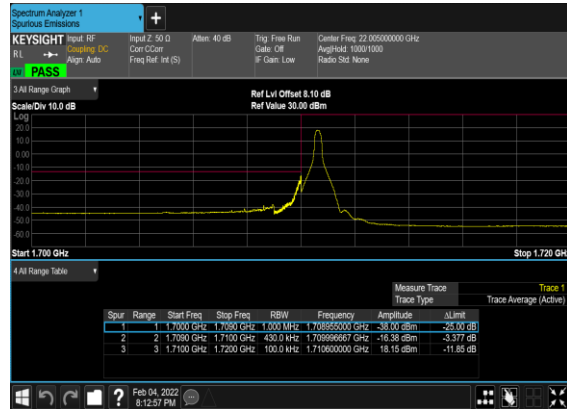 Spectrum Analyzer 1
Spurious Emissions
+
KEYSIGHT Input: RF Input Z: 50 Ω Atten: 40 dB Trig: Free Run Center Freq: 22.005000000 GHz
RL Coupling: DC Corr CCorr Gate: Off Avg|Hold: 1000/1000
Align: Auto Freq Ref: Int (S) IF Gain: Low Radio Std: None
PASS
3 All Range Graph Ref Lvl Offset 8.10 dB
Scale/Div 10.0 dB Ref Value 30.00 dBm
Log
20.0
10.0
0.00
-10.0
-20.0
-30.0
-40.0
-50.0
-60.0
Start 1.700 GHz Stop 1.720 GHz
4 All Range Table
Measure Trace Trace 1
Trace Type Trace Average (Active)
Spur Range Start Freq Stop Freq RBW Frequency Amplitude ΔLimit
1 1 1.7000 GHz 1.7090 GHz 1.000 MHz 1.708955000 GHz -38.00 dBm -25.00 dB
2 2 1.7090 GHz 1.7100 GHz 430.0 kHz 1.709996667 GHz -16.38 dBm -3.377 dB
3 3 1.7100 GHz 1.7200 GHz 100.0 kHz 1.710600000 GHz 18.15 dBm -11.85 dB
? Feb 04, 2022
8:12:57 PM